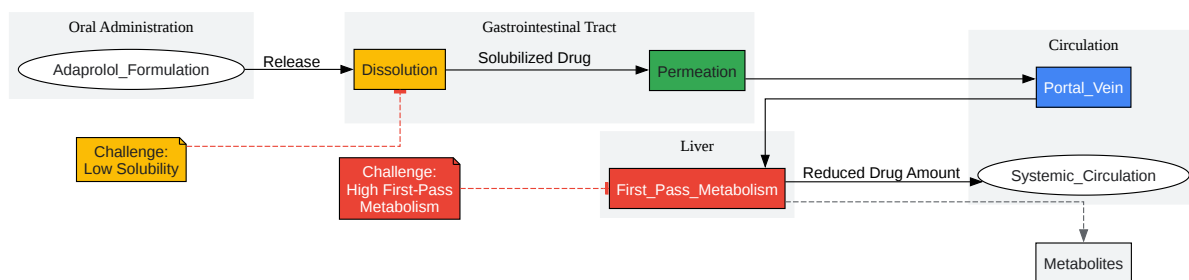 Oral Administration
Adaprolol_Formulation
Release
Gastrointestinal Tract
Dissolution
Solubilized Drug
Permeation
Circulation
Portal_Vein
Challenge:
Low Solubility
Challenge:
High First-Pass
Metabolism
Liver
First_Pass_Metabolism
Reduced Drug Amount
Systemic_Circulation
Metabolites